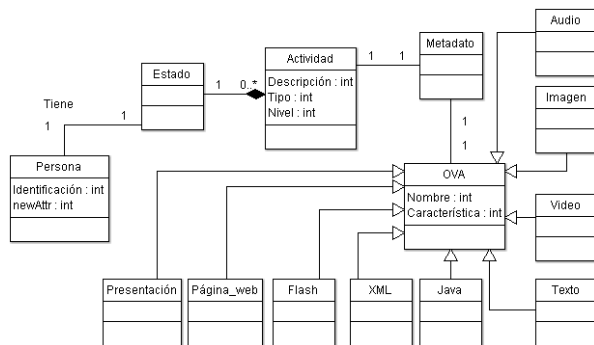 Audio
Metadato
Actividad
Descripción : int
Tipo : int
Nivel : int
1
1
Estado
1
0..*
Imagen
Tiene
1
1
Persona
Identificación : int
newAttr : int
1
1
OVA
Nombre : int
Característica : int
Video
Presentación
Página_web
Flash
XML
Java
Texto